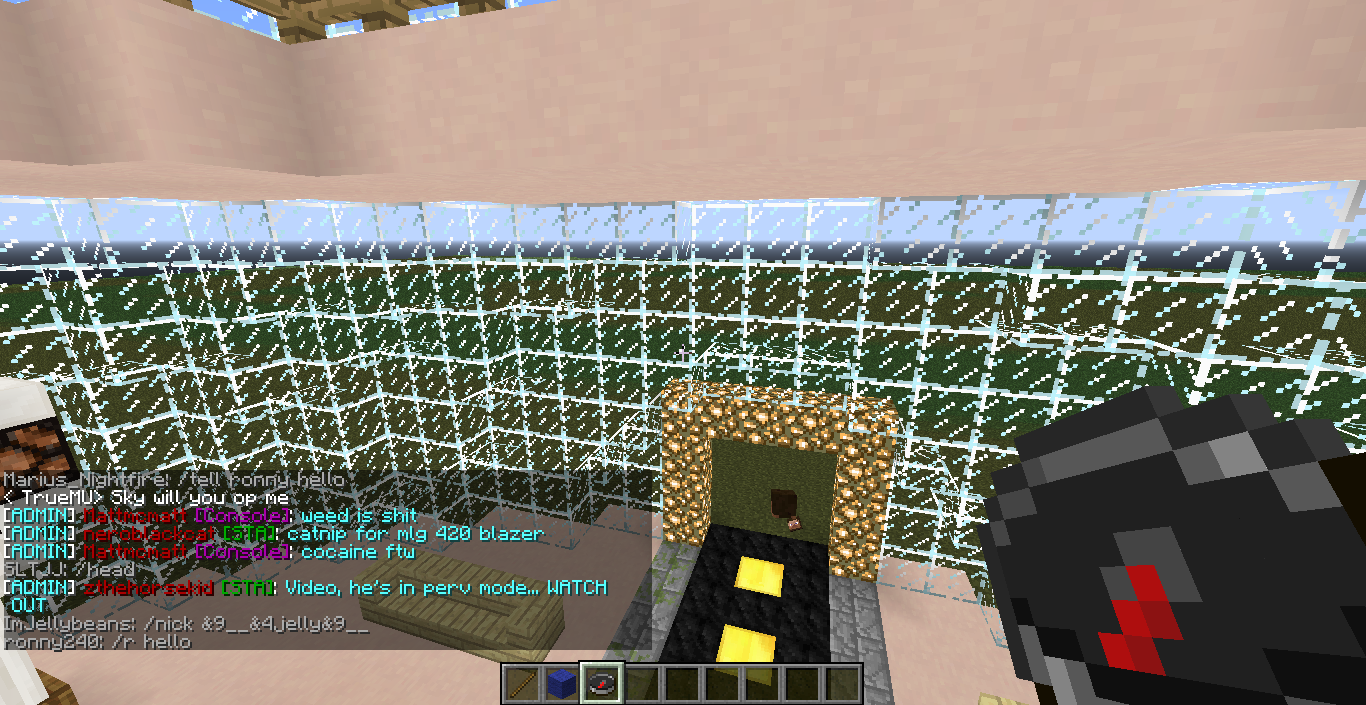 Marius_Nightfire: /tell ronny hello
< TrueMU> Sky will you op me
[ADMIN] Mattmcmatt [Console]: weed is shit
[ADMIN] neroblackcat [STA]: catnip for mlg 420 blazer
[ADMIN] Mattmcmatt [Console]: cocaine ftw
SLTJJ: /head
[ADMIN] zthehorsekid [STA]: Video, he's in perv mode... WATCH
OUT
ImJellybeans: /nick &9__&4jelly&9__
ronny240: /r hello